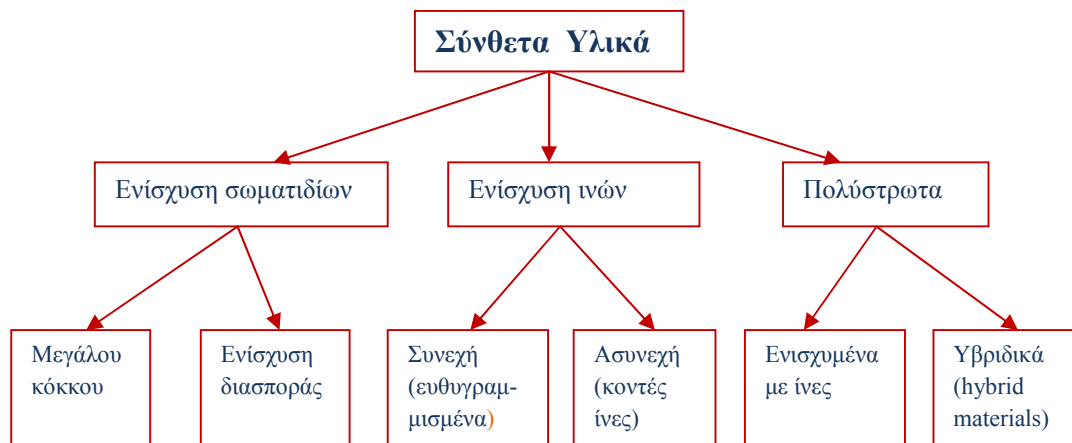 Σύνθετα Υλικά
Ενίσχυση σωματιδίων
Ενίσχυση ινών
Πολύστρωτα
Μεγάλου
κόκκου
Ενίσχυση
διασποράς
Συνεχή
(ευθυγραμ-
μισμένα)
Ασυνεχή
(κοντές
ίνες)
Ενισχυμένα
με ίνες
Υβριδικά
(hybrid
materials)